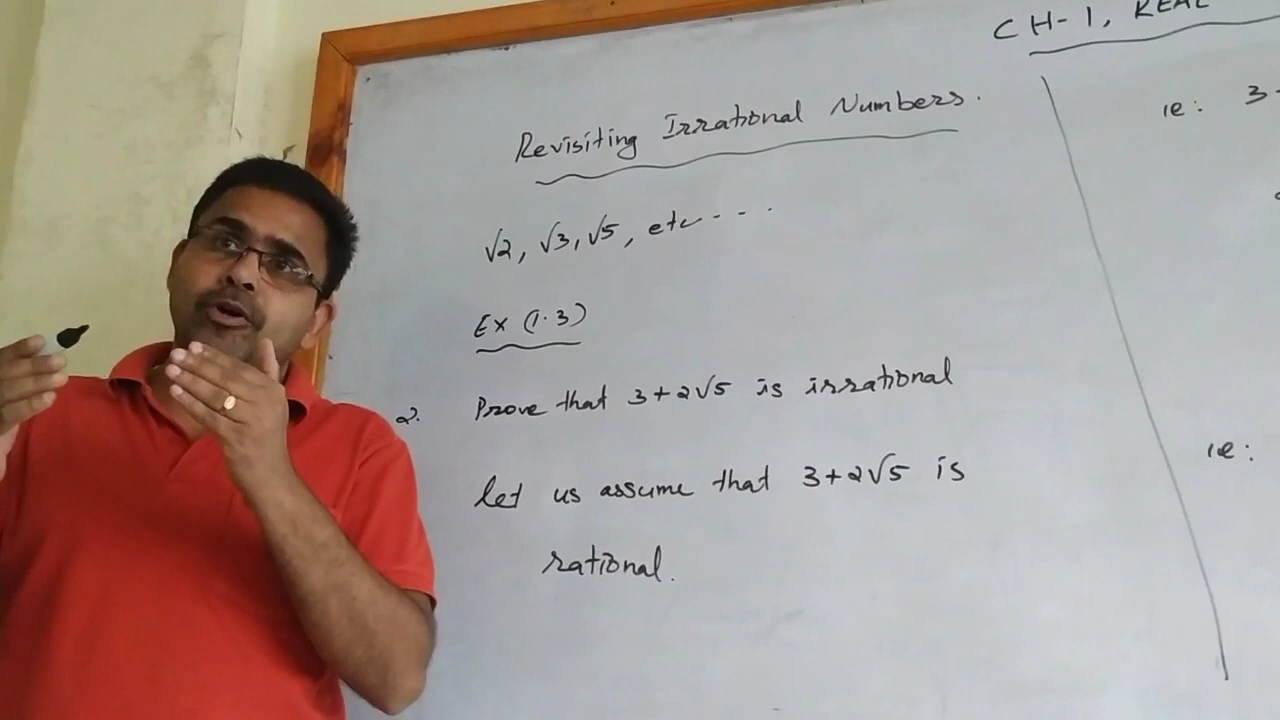 CH-1, REAL
Revisiting Irrational Numbers.
√2, √3, √5, etc - - - .
Ex (1.3)
2. Prove that 3+2√5 is irrational
let us assume that 3+2√5 is
rational.
ie: 3
ie: